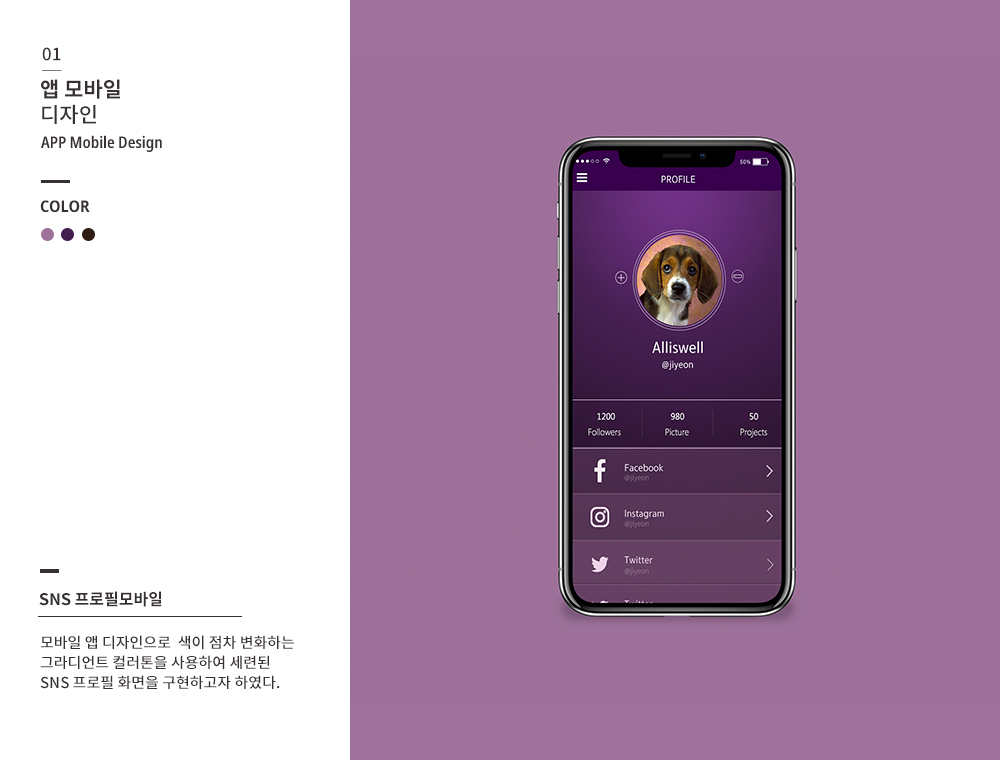 01
앱 모바일
디자인
APP Mobile Design
COLOR
SNS 프로필모바일
모바일 앱 디자인으로 색이 점차 변화하는
그라디언트 컬러톤을 사용하여 세련된
SNS 프로필 화면을 구현하고자 하였다.
50%
PROFILE
Alliswell
@jiyeon
1200 980 50
Followers Picture Projects
Facebook
@jiyeon
Instagram
@jiyeon
Twitter
@jiyeon
Twitter